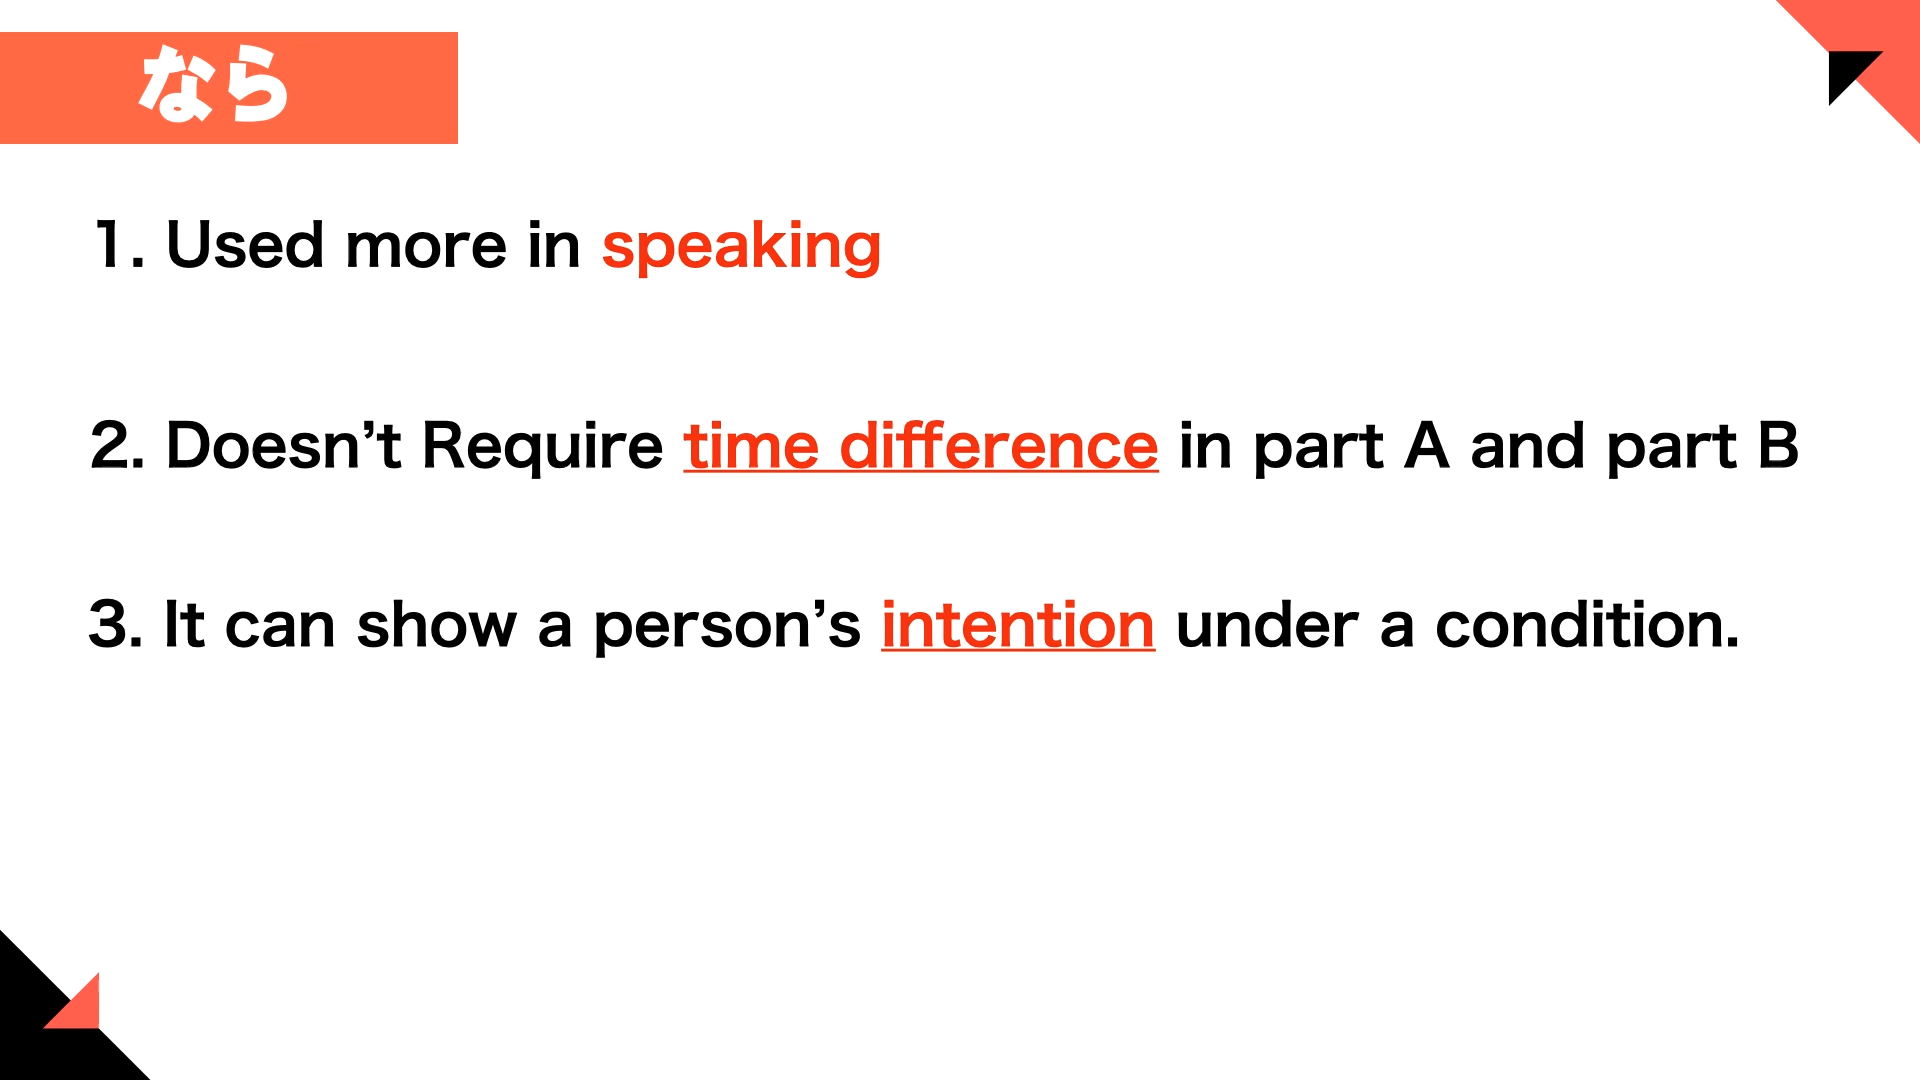 なら
1. Used more in speaking
2. Doesn’t Require time difference in part A and part B
3. It can show a person’s intention under a condition.